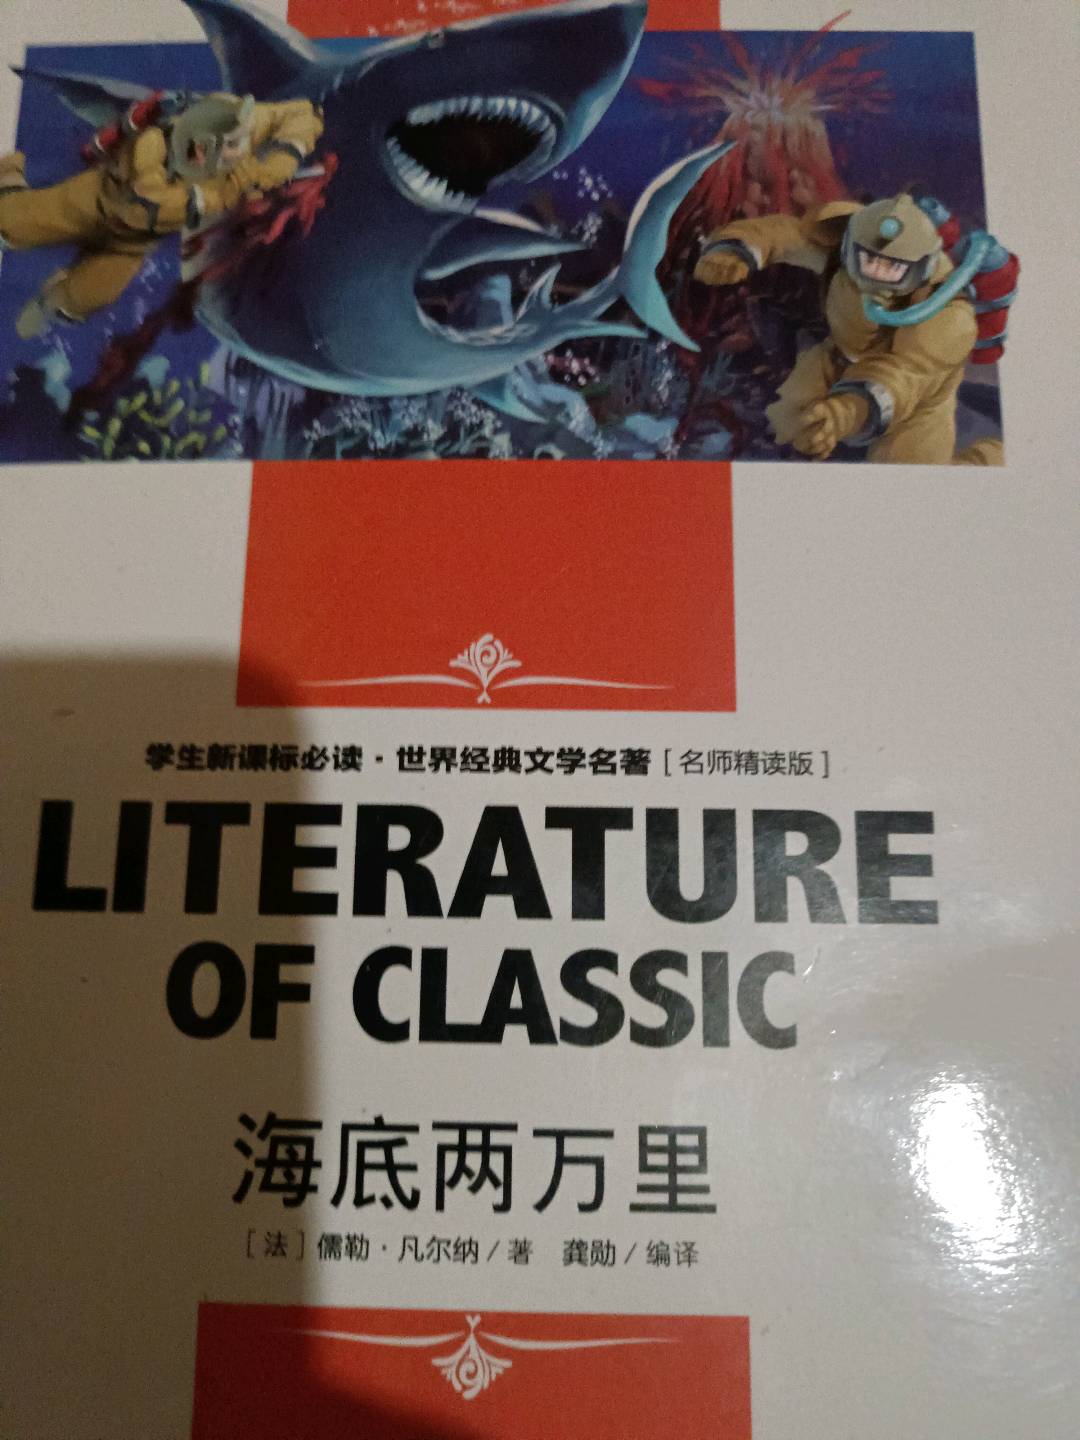 学生新课标必读·世界经典文学名著[名师精读版]
LITERATURE
OF CLASSIC
海底两万里
[法]儒勒·凡尔纳/著 龚勋/编译